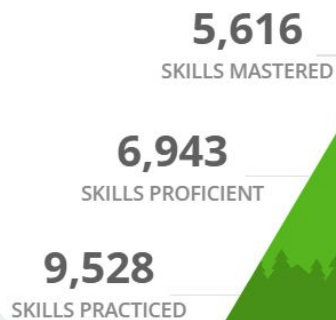 5,616
SKILLS MASTERED
6,943
SKILLS PROFICIENT
9,528
SKILLS PRACTICED